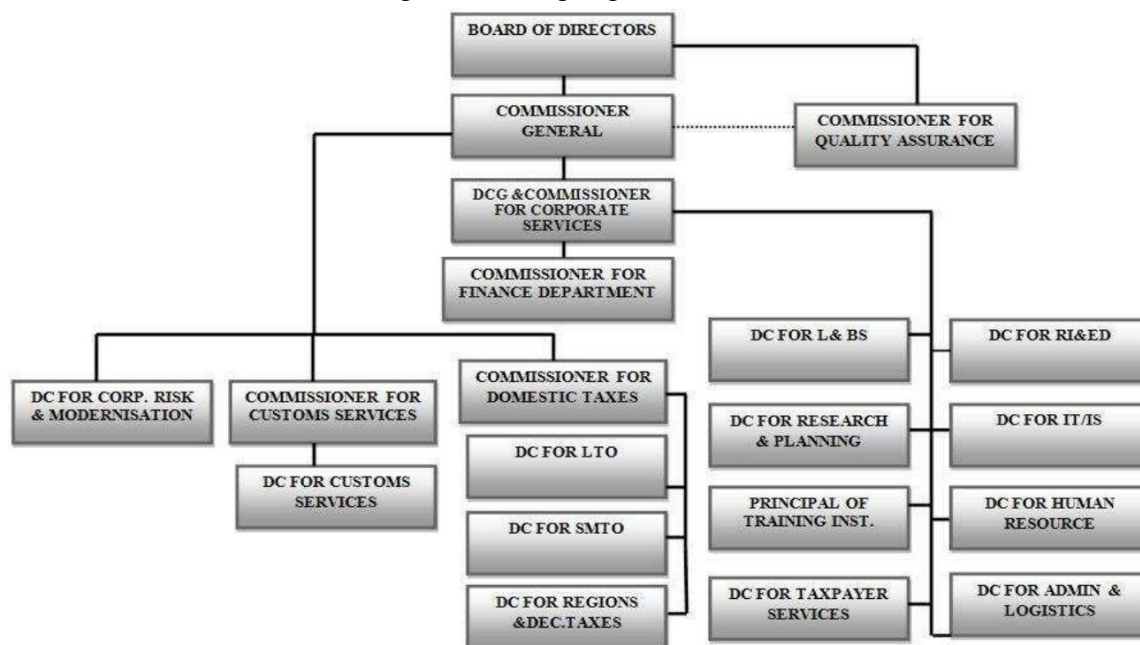 BOARD OF DIRECTORS
COMMISSIONER
GENERAL
COMMISSIONER FOR
QUALITY ASSURANCE
DCG &COMMISSIONER
FOR CORPORATE
SERVICES
COMMISSIONER FOR
FINANCE DEPARTMENT
DC FOR L& BS
DC FOR RI&ED
DC FOR CORP. RISK
& MODERNISATION
COMMISSIONER FOR
CUSTOMS SERVICES
COMMISSIONER FOR
DOMESTIC TAXES
DC FOR RESEARCH
& PLANNING
DC FOR IT/IS
DC FOR CUSTOMS
SERVICES
DC FOR LTO
PRINCIPAL OF
TRAINING INST.
DC FOR HUMAN
RESOURCE
DC FOR SMTO
DC FOR REGIONS
&DEC.TAXES
DC FOR TAXPAYER
SERVICES
DC FOR ADMIN &
LOGISTICS